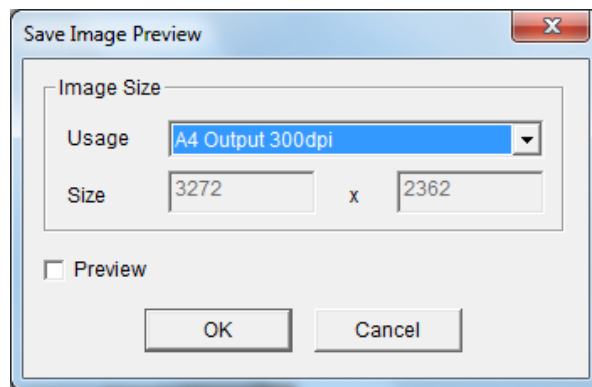 Save Image Preview
Image Size
Usage A4 Output 300dpi
Size 3272 x 2362
Preview
OK Cancel